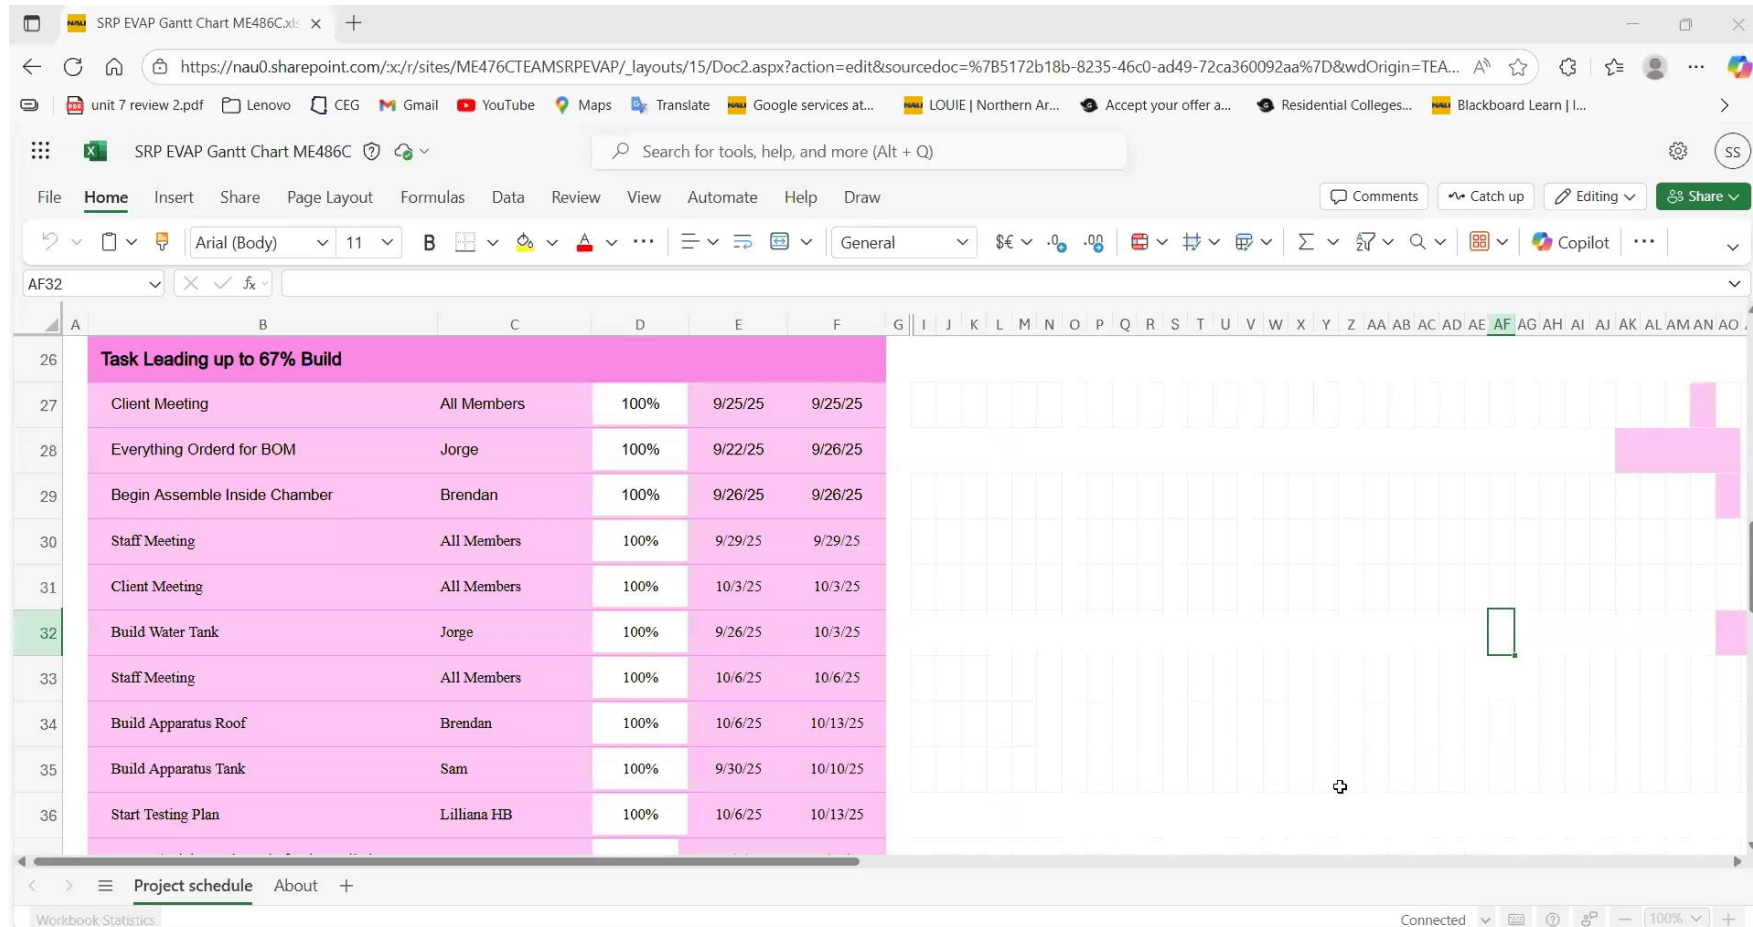 SRP EVAP Gantt Chart ME486C.xls
https://nau0.sharepoint.com/:x:/r/sites/ME476CTEAMSRPEVAP/_layouts/15/Doc2.aspx?action=edit&sourcedoc=%7B5172b18b-8235-46c0-ad49-72ca360092aa%7D&wdOrigin=TEA...
unit 7 review 2.pdf Lenovo CEG Gmail YouTube Maps Translate Google services at... LOUIE | Northern Ar... Accept your offer a... Residential Colleges... Blackboard Learn | I...
SRP EVAP Gantt Chart ME486C Search for tools, help, and more (Alt + Q) SS
File Home Insert Share Page Layout Formulas Data Review View Automate Help Draw Comments Catch up Editing Share
Arial (Body) 11 B General $€ Copilot
AF32 fx
A B C D E F G I J K L M N O P Q R S T U V W X Y Z AA AB AC AD AE AF AG AH AI AJ AK AL AM AN AO
26 Task Leading up to 67% Build
27 Client Meeting All Members 100% 9/25/25 9/25/25
28 Everything Orderd for BOM Jorge 100% 9/22/25 9/26/25
29 Begin Assemble Inside Chamber Brendan 100% 9/26/25 9/26/25
30 Staff Meeting All Members 100% 9/29/25 9/29/25
31 Client Meeting All Members 100% 10/3/25 10/3/25
32 Build Water Tank Jorge 100% 9/26/25 10/3/25
33 Staff Meeting All Members 100% 10/6/25 10/6/25
34 Build Apparatus Roof Brendan 100% 10/6/25 10/13/25
35 Build Apparatus Tank Sam 100% 9/30/25 10/10/25
36 Start Testing Plan Lilliana HB 100% 10/6/25 10/13/25
Project schedule About
Workbook Statistics Connected 100%